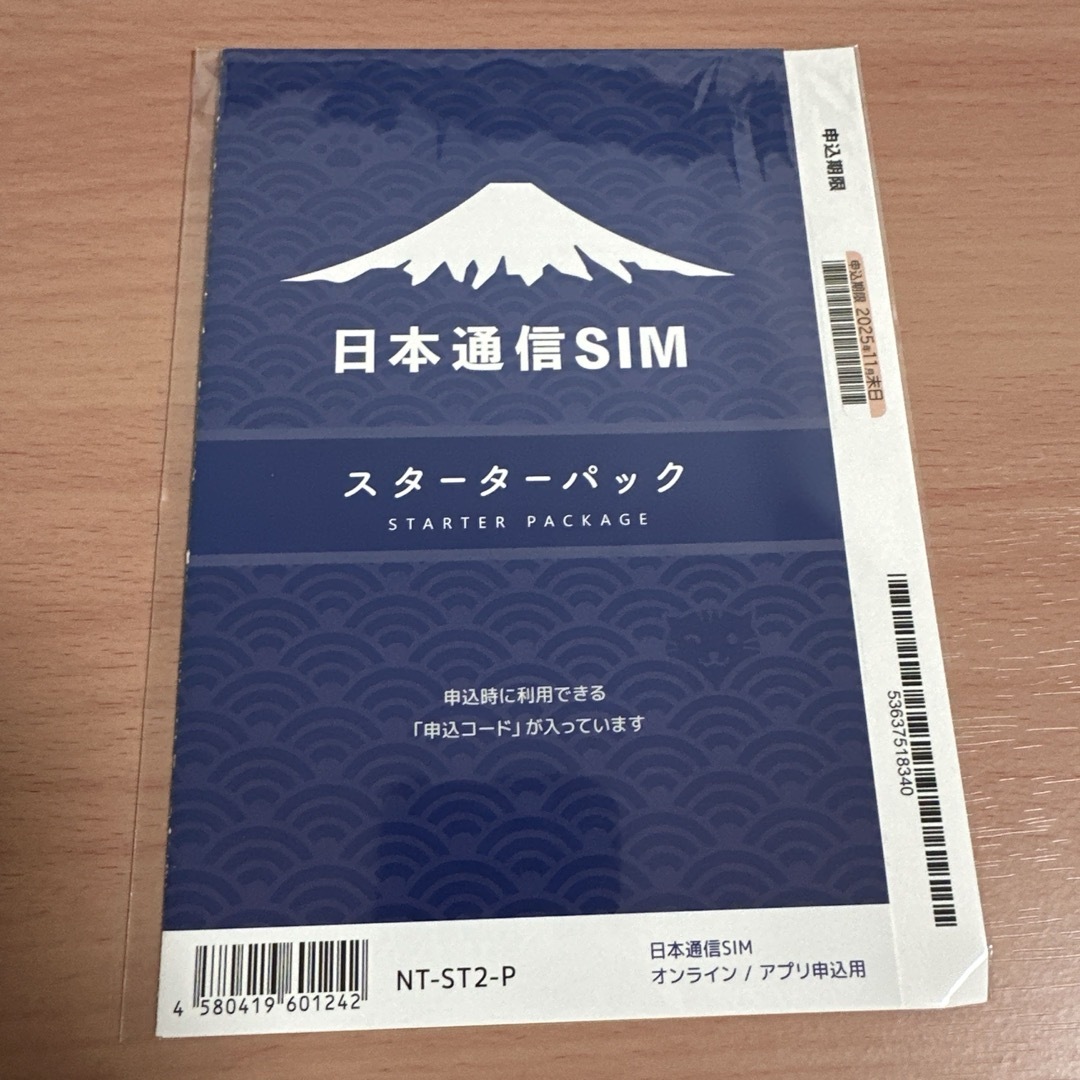 日本通信SIM
スターターパック
STARTER PACKAGE
申込時に利用できる
「申込コード」が入っています
4 580419 601242
NT-ST2-P
日本通信SIM
オンライン / アプリ申込用
申込期限
申込期限 2025年11月末日
53637518340